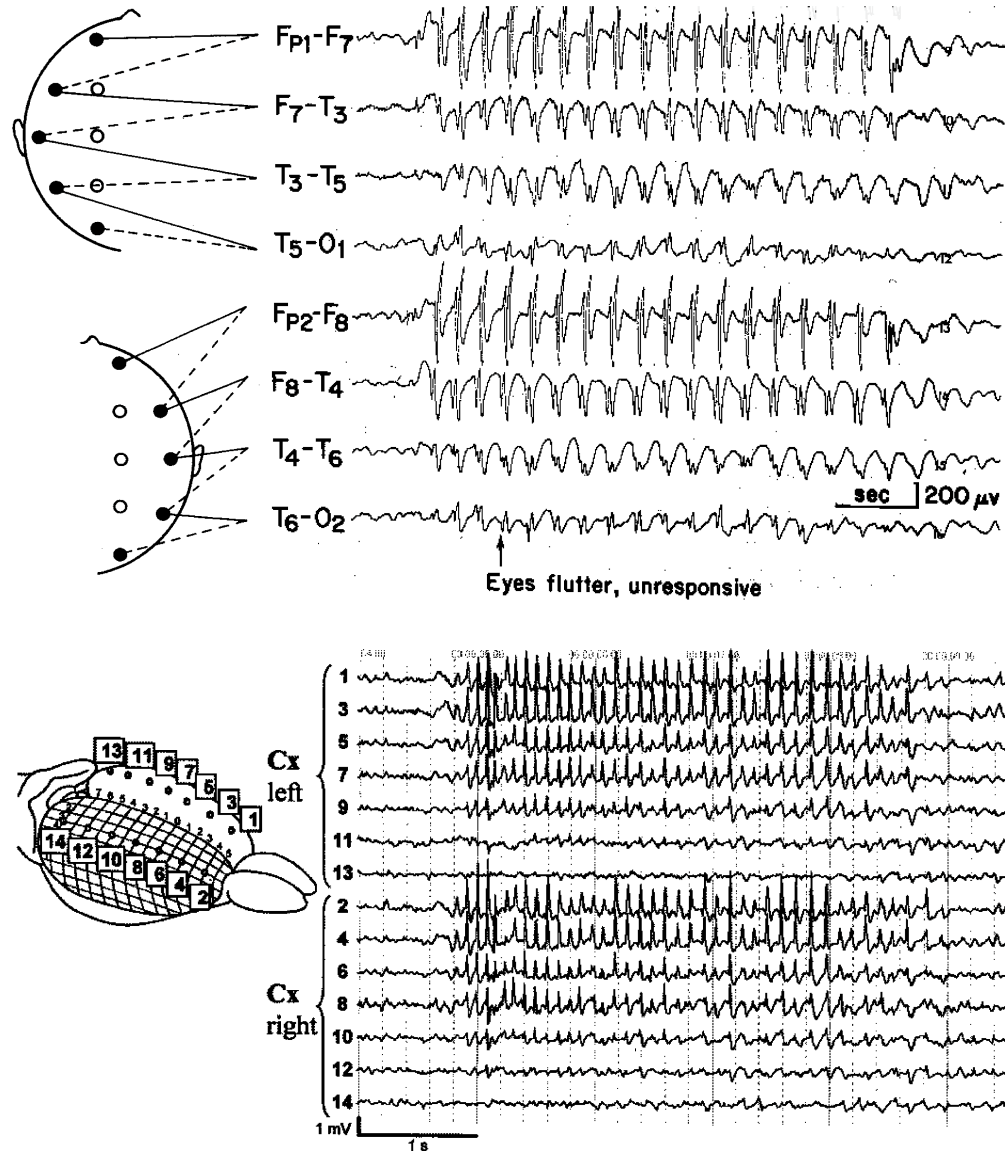 FP1-F7
F7-T3
T3-T5
T5-O1
FP2-F8
F8-T4
T4-T6
T6-O2
sec 200 μv
Eyes flutter, unresponsive
Cx
left
1
3
5
7
9
11
13
Cx
right
2
4
6
8
10
12
14
13 11 9 7 5 3 1
14 12 10 8 6 4 2
1 mV
1 s